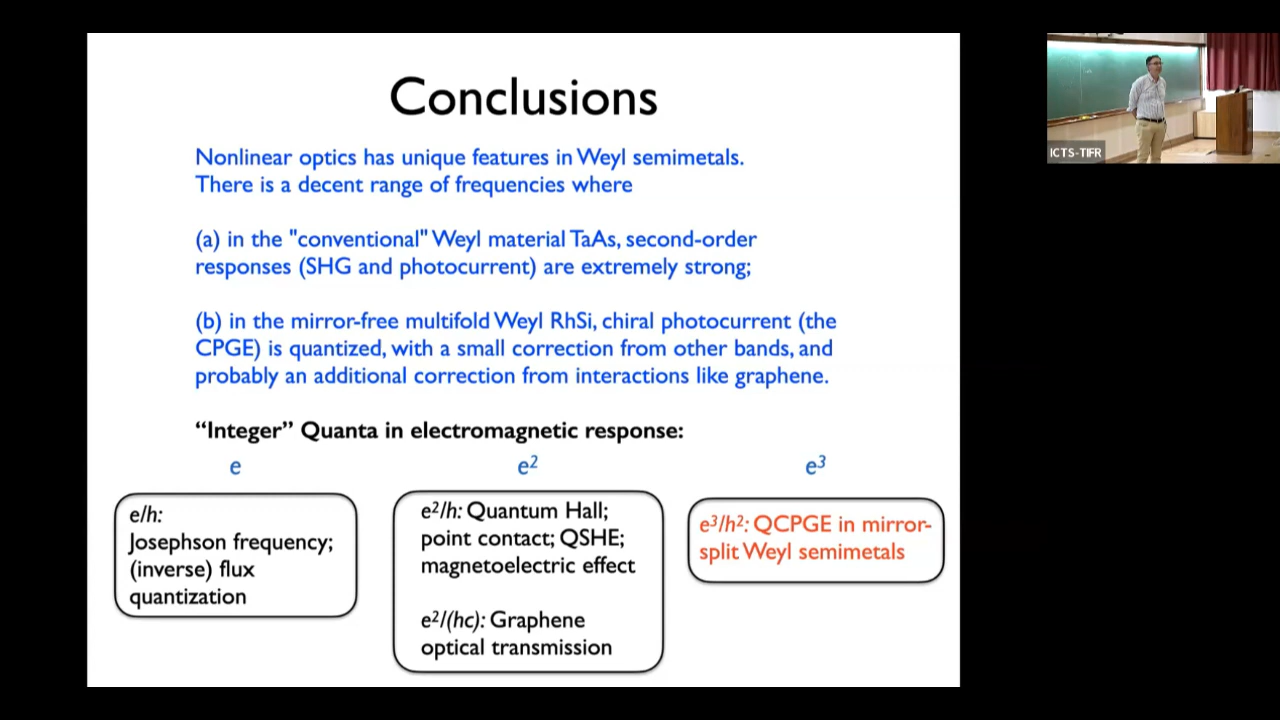 Conclusions
Nonlinear optics has unique features in Weyl semimetals.
There is a decent range of frequencies where
(a) in the "conventional" Weyl material TaAs, second-order
responses (SHG and photocurrent) are extremely strong;
(b) in the mirror-free multifold Weyl RhSi, chiral photocurrent (the
CPGE) is quantized, with a small correction from other bands, and
probably an additional correction from interactions like graphene.
“Integer” Quanta in electromagnetic response:
e
e²
e³
e/h:
Josephson frequency;
(inverse) flux
quantization
e²/h: Quantum Hall;
point contact; QSHE;
magnetoelectric effect
e²/(hc): Graphene
optical transmission
e³/h²: QCPGE in mirror-
split Weyl semimetals
ICTS-TIFR